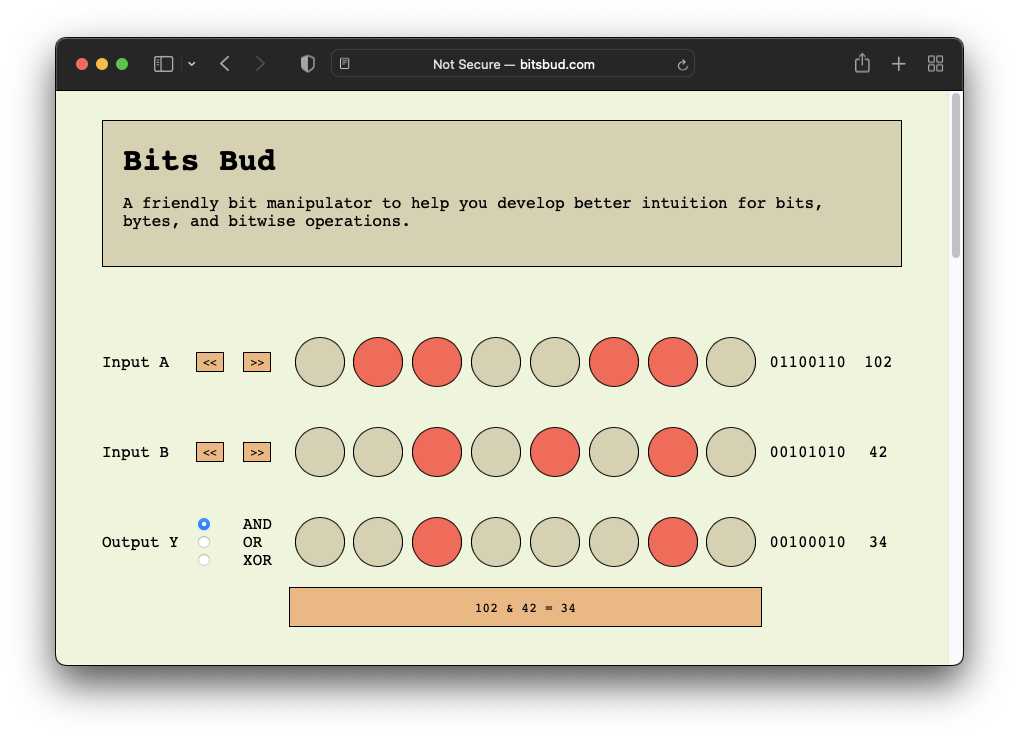 Not Secure — bitsbud.com
Bits Bud
A friendly bit manipulator to help you develop better intuition for bits,
bytes, and bitwise operations.
Input A << >> 01100110 102
Input B << >> 00101010 42
AND
Output Y OR 00100010 34
XOR
102 & 42 = 34